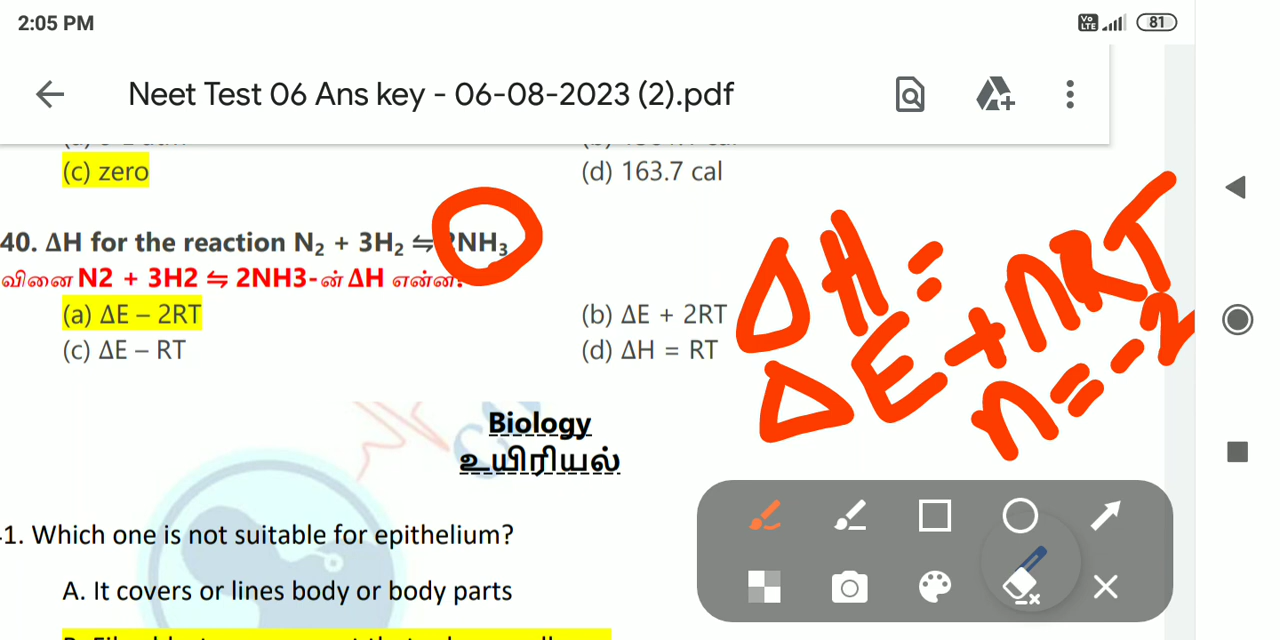 2:05 PM
Vo LTE 81
Neet Test 06 Ans key - 06-08-2023 (2).pdf
(c) zero
(d) 163.7 cal
40. ΔH for the reaction N₂ + 3H₂ ⇋ 2NH₃
வினை N2 + 3H2 ⇋ 2NH3-ன் ΔH என்ன?
(a) ΔE – 2RT
(b) ΔE + 2RT
(c) ΔE – RT
(d) ΔH = RT
ΔH =
ΔE + nRT
n = -2
Biology
உயிரியல்
1. Which one is not suitable for epithelium?
A. It covers or lines body or body parts